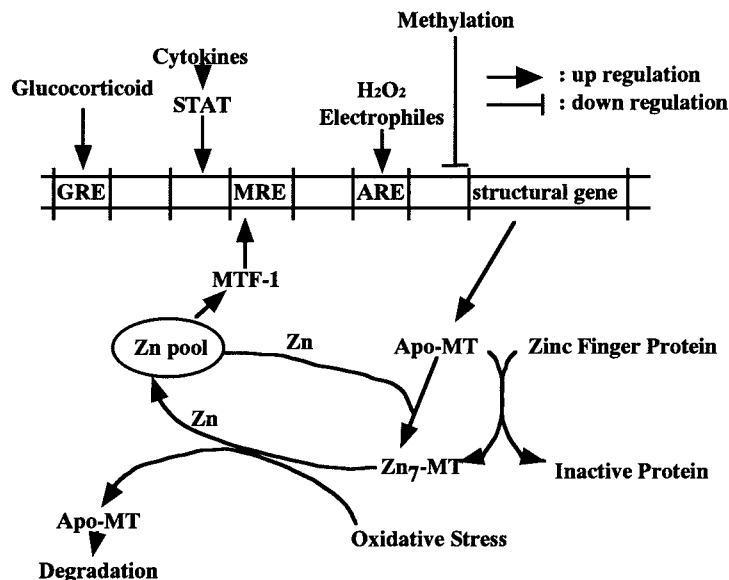 Methylation
Cytokines
Glucocorticoid
STAT
H₂O₂
Electrophiles
: up regulation
: down regulation
GRE
MRE
ARE
structural gene
MTF-1
Zn pool
Zn
Apo-MT
Zinc Finger Protein
Zn
Zn₇-MT
Inactive Protein
Apo-MT
Oxidative Stress
Degradation